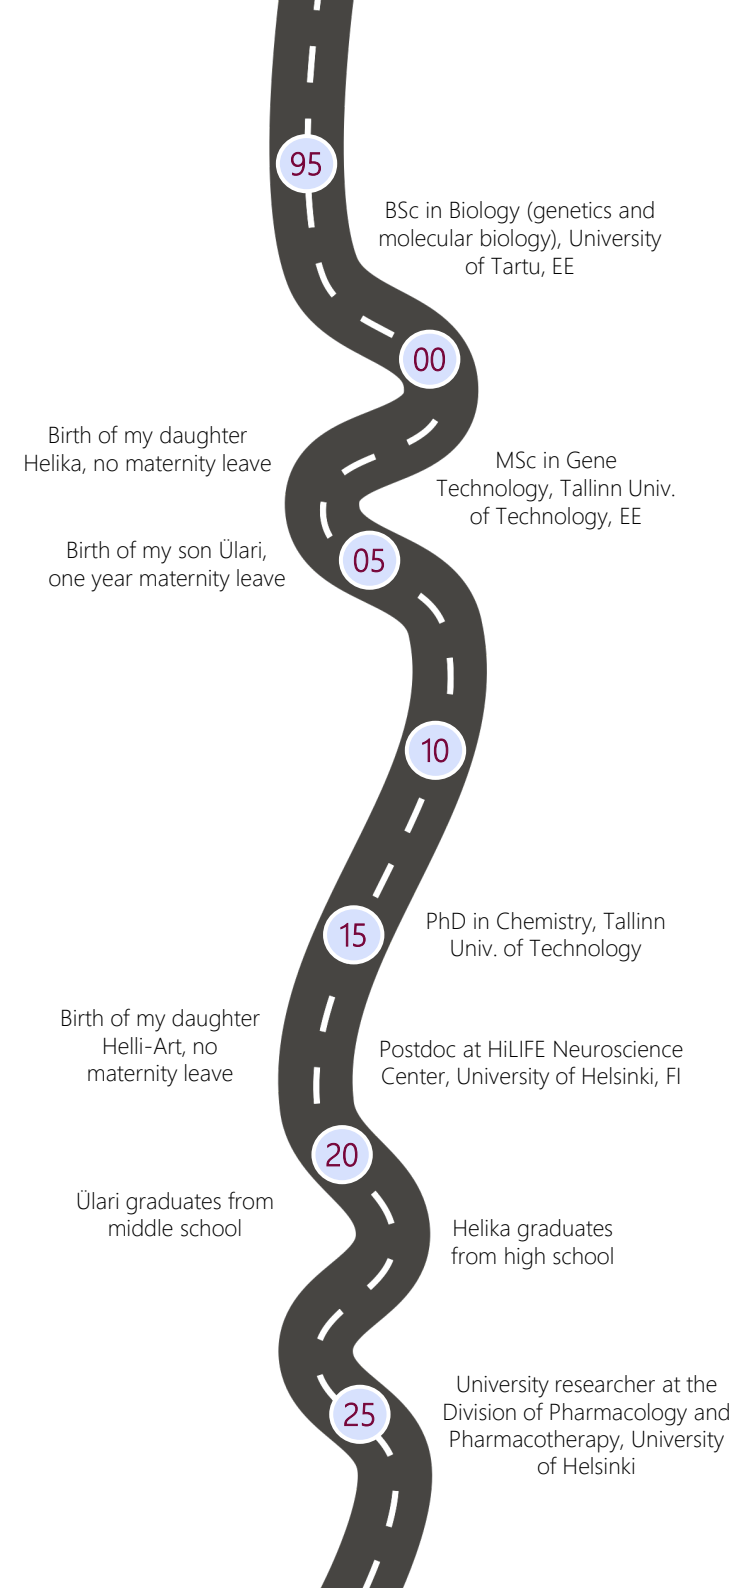 95
BSc in Biology (genetics and
molecular biology), University
of Tartu, EE
00
Birth of my daughter
Helika, no maternity leave
MSc in Gene
Technology, Tallinn Univ.
of Technology, EE
Birth of my son Ülari,
one year maternity leave
05
10
15
PhD in Chemistry, Tallinn
Univ. of Technology
Birth of my daughter
Helli-Art, no
maternity leave
Postdoc at HiLIFE Neuroscience
Center, University of Helsinki, FI
20
Ülari graduates from
middle school
Helika graduates
from high school
25
University researcher at the
Division of Pharmacology and
Pharmacotherapy, University
of Helsinki